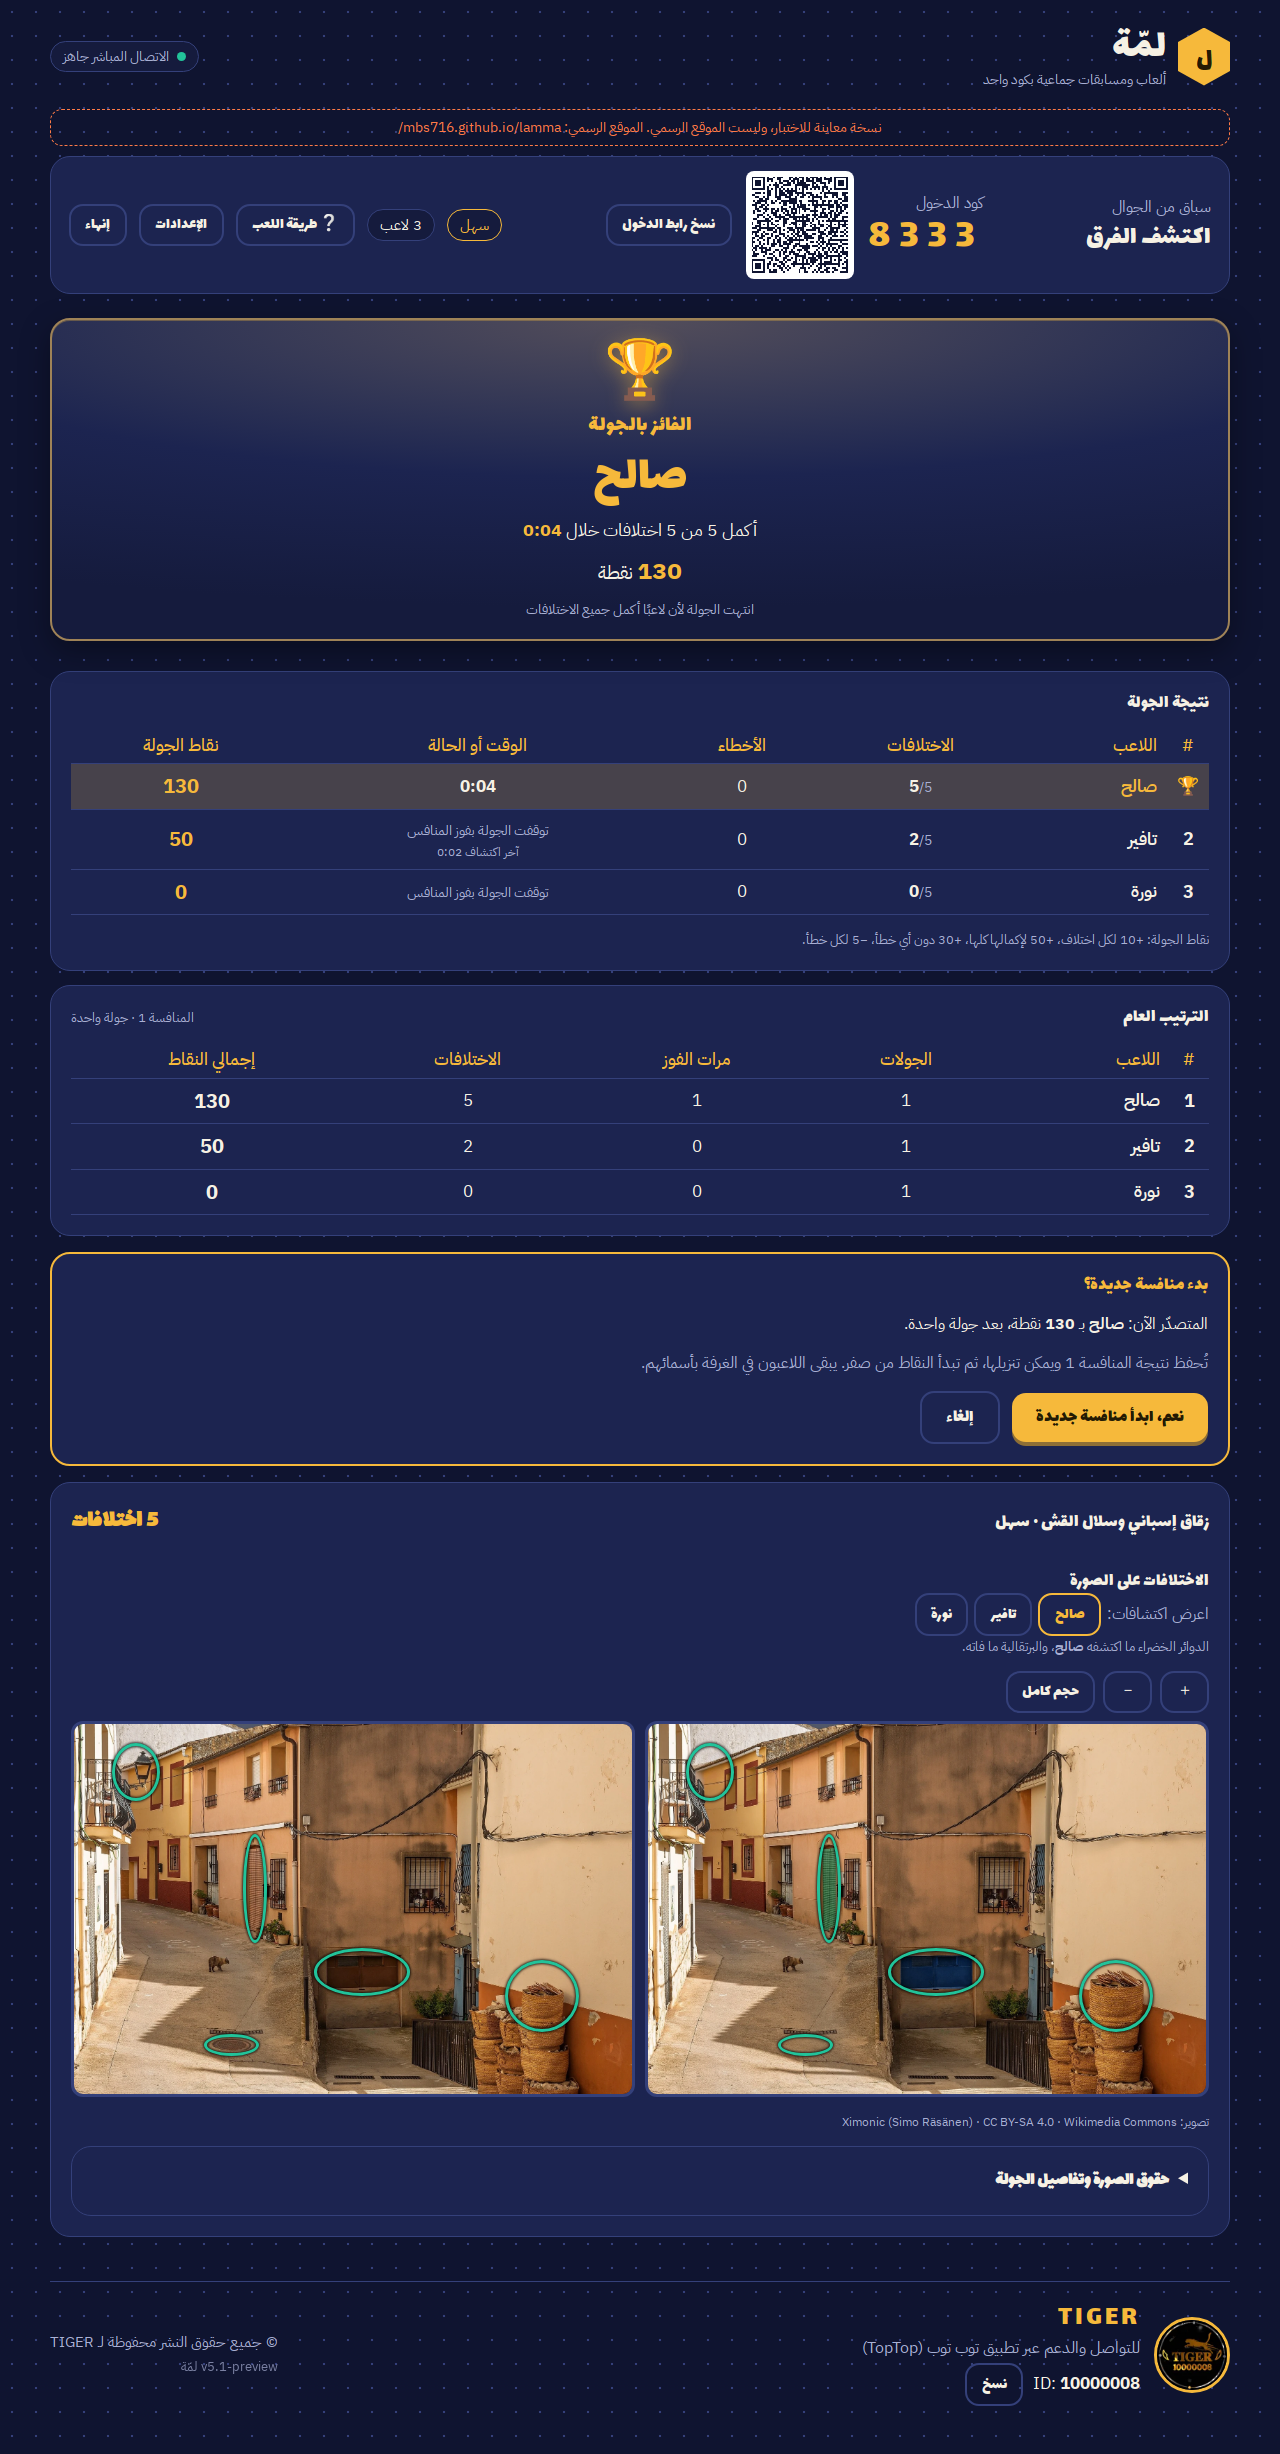 ل
لمّة
ألعاب ومسابقات جماعية بكود واحد
الاتصال المباشر جاهز
نسخة معاينة للاختبار، وليست الموقع الرسمي. الموقع الرسمي: mbs716.github.io/lamma/
سباق من الجوال
اكتشف الفرق
كود الدخول
8333
نسخ رابط الدخول
سهل
3 لاعب
❔ طريقة اللعب
الإعدادات
إنهاء
الفائز بالجولة
صالح
أكمل 5 من 5 اختلافات خلال 0:04
130 نقطة
انتهت الجولة لأن لاعبًا أكمل جميع الاختلافات
نتيجة الجولة
# اللاعب الاختلافات الأخطاء الوقت أو الحالة نقاط الجولة
🏆 صالح 5/5 0 0:04 130
2 تافير 2/5 0 توقفت الجولة بفوز المنافس 50
آخر اكتشاف 0:02
3 نورة 0/5 0 توقفت الجولة بفوز المنافس 0
نقاط الجولة: +10 لكل اختلاف، +50 لإكمالها كلها، +30 دون أي خطأ، −5 لكل خطأ.
الترتيب العام
المنافسة 1 · جولة واحدة
# اللاعب الجولات مرات الفوز الاختلافات إجمالي النقاط
1 صالح 1 1 5 130
2 تافير 1 0 2 50
3 نورة 1 0 0 0
بدء منافسة جديدة؟
المتصدّر الآن: صالح بـ 130 نقطة، بعد جولة واحدة.
تُحفظ نتيجة المنافسة 1 ويمكن تنزيلها، ثم تبدأ النقاط من صفر. يبقى اللاعبون في الغرفة بأسمائهم.
نعم، ابدأ منافسة جديدة
إلغاء
زقاق إسباني وسلال القش · سهل
5 اختلافات
الاختلافات على الصورة
اعرض اكتشافات: صالح تافير نورة
الدوائر الخضراء ما اكتشفه صالح، والبرتقالية ما فاته.
+ − حجم كامل
تصوير: Ximonic (Simo Räsänen) · CC BY-SA 4.0 · Wikimedia Commons
◀ حقوق الصورة وتفاصيل الجولة
TIGER
10000008
TIGER
للتواصل والدعم عبر تطبيق توب توب (TopTop)
ID: 10000008
نسخ
© جميع حقوق النشر محفوظة لـ TIGER
لمّة v5.1-preview